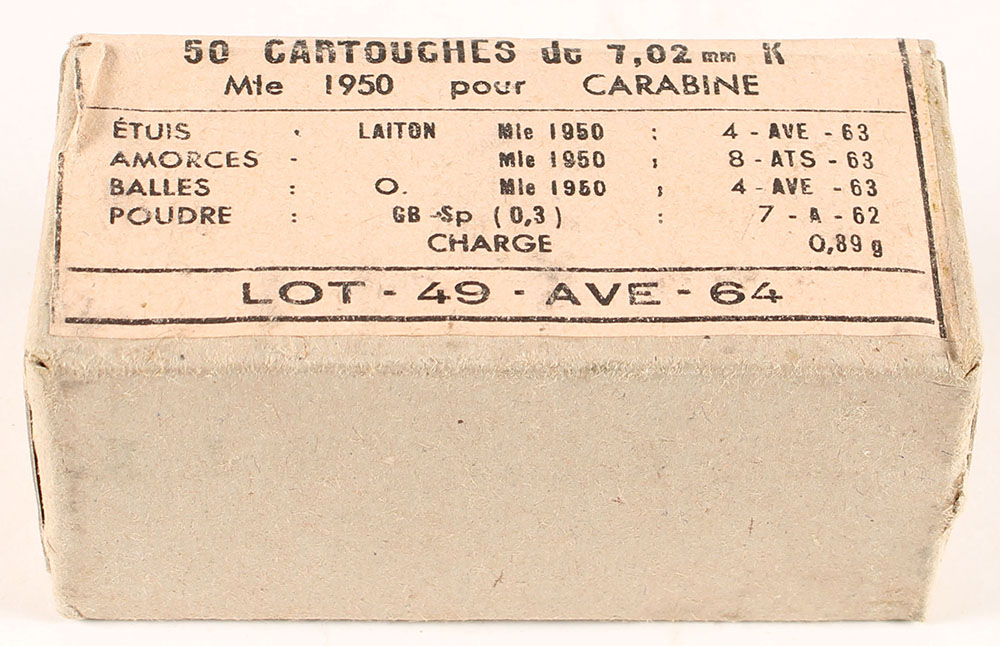 50 CARTOUCHES de 7,62 mm K
Mle 1950 pour CARABINE
ÉTUIS . LAITON Mle 1950 : 4 - AVE - 63
AMORCES - Mle 1950 ; 8 - ATS - 63
BALLES : O. Mle 1950 ; 4 - AVE - 63
POUDRE : GB -Sp (0,3) : 7 - A - 62
CHARGE 0,89 g
LOT - 49 - AVE - 64